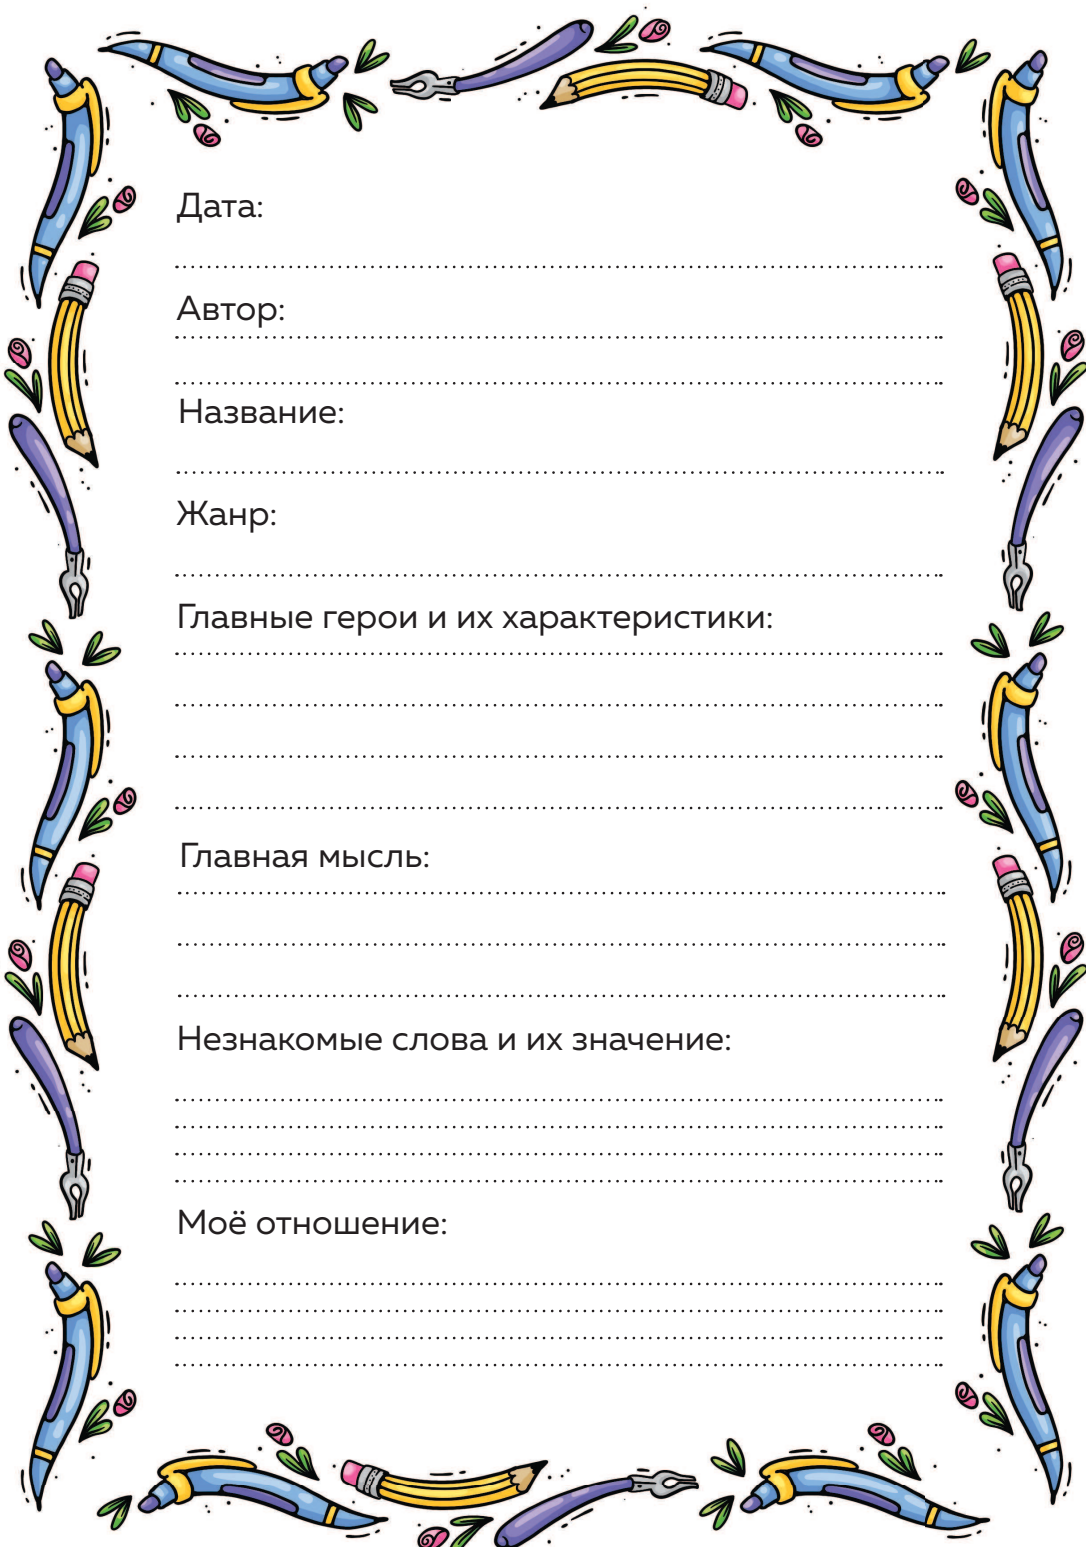 Дата:
Автор:
Название:
Жанр:
Главные герои и их характеристики:
Главная мысль:
Незнакомые слова и их значение:
Моё отношение: